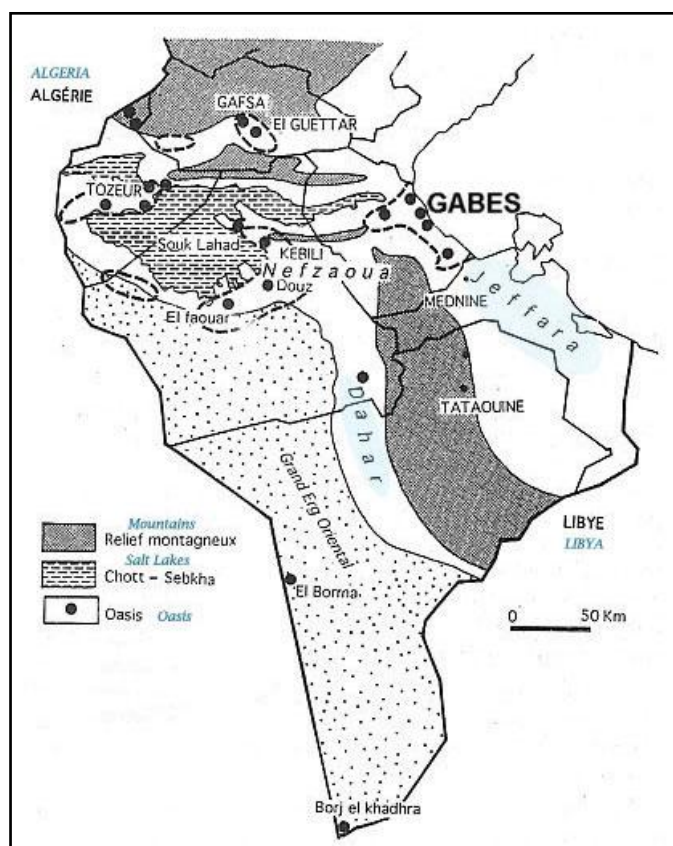 ALGERIA
ALGÉRIE
GAFSA
El GUETTAR
TOZEUR
GABES
Souk Lahad
KEBILI
Nefzaoua
Douz
El faouar
MEDNINE
Jeffara
TATAOUINE
Dahar
Grand Erg Oriental
Mountains
Relief montagneux
Salt Lakes
Chott - Sebkha
Oasis Oasis
LIBYE
LIBYA
0 50 Km
El Borma
Borj el khadhra